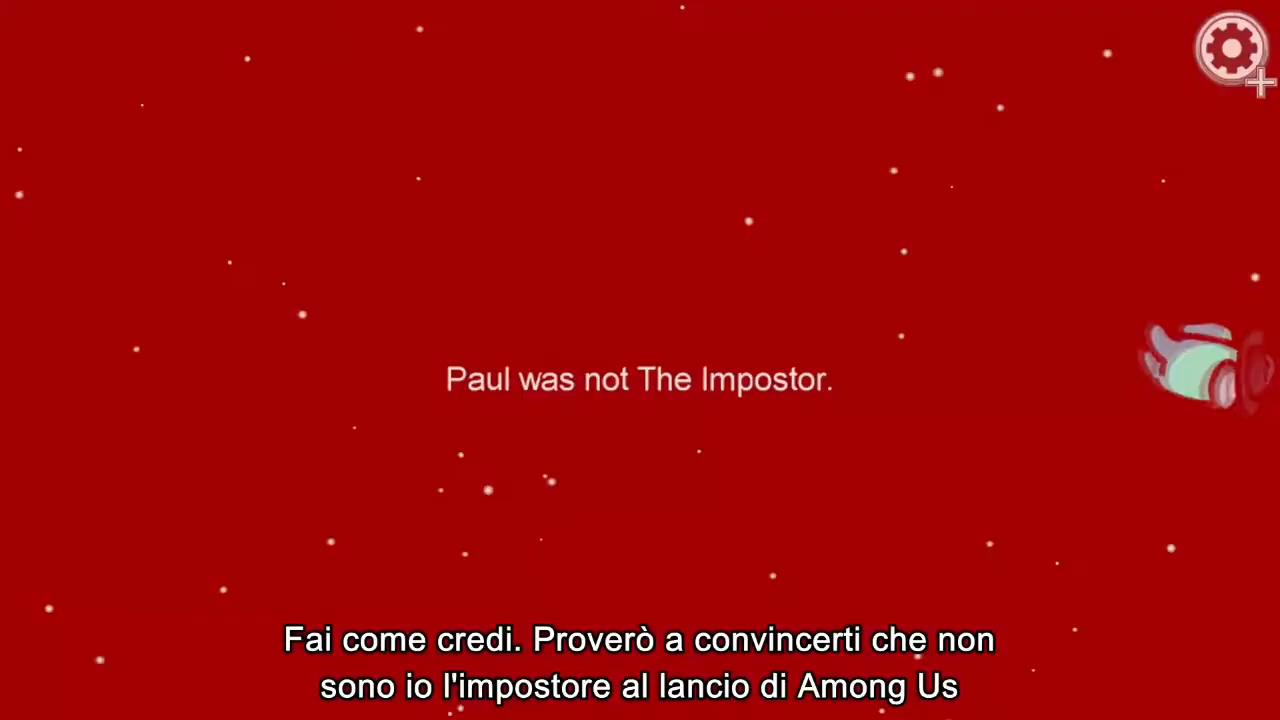 Paul was not The Impostor.
Fai come credi. Proverò a convincerti che non
sono io l'impostore al lancio di Among Us